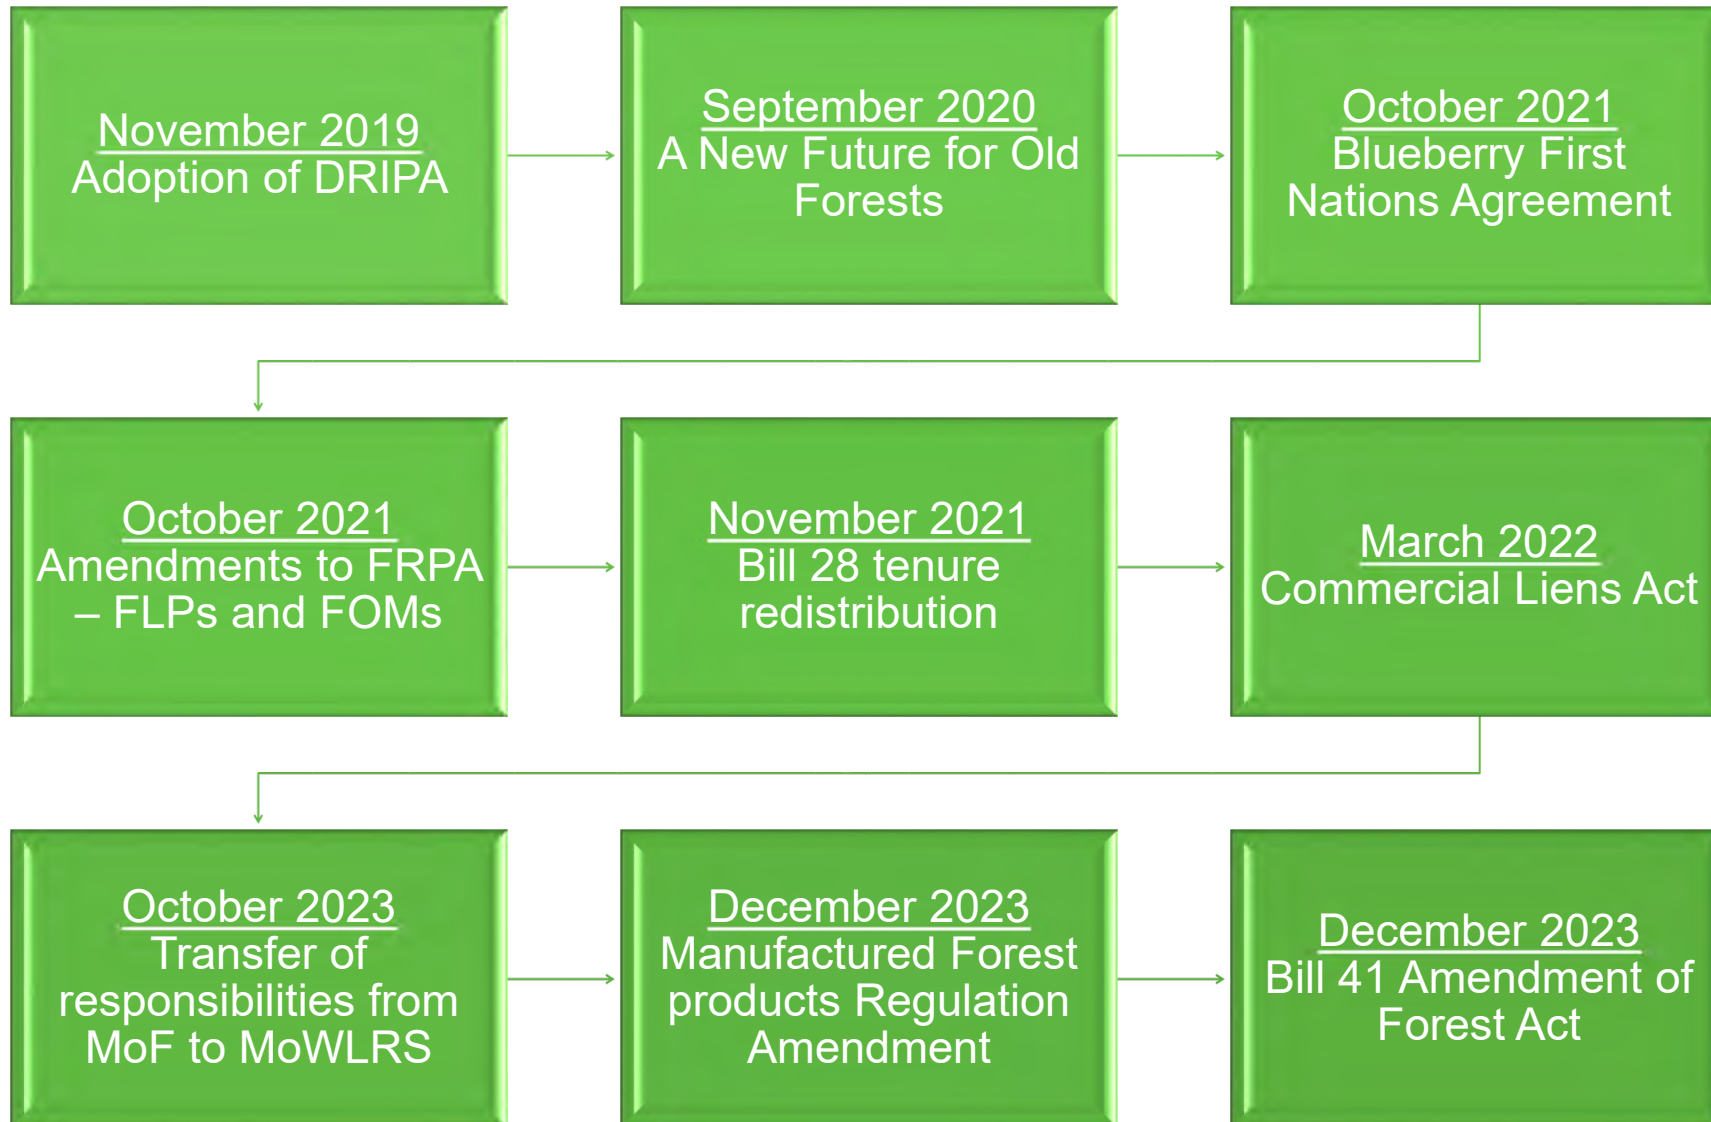 November 2019
Adoption of DRIPA
September 2020
A New Future for Old
Forests
October 2021
Blueberry First
Nations Agreement
October 2021
Amendments to FRPA
– FLPs and FOMs
November 2021
Bill 28 tenure
redistribution
March 2022
Commercial Liens Act
October 2023
Transfer of
responsibilities from
MoF to MoWLRS
December 2023
Manufactured Forest
products Regulation
Amendment
December 2023
Bill 41 Amendment of
Forest Act